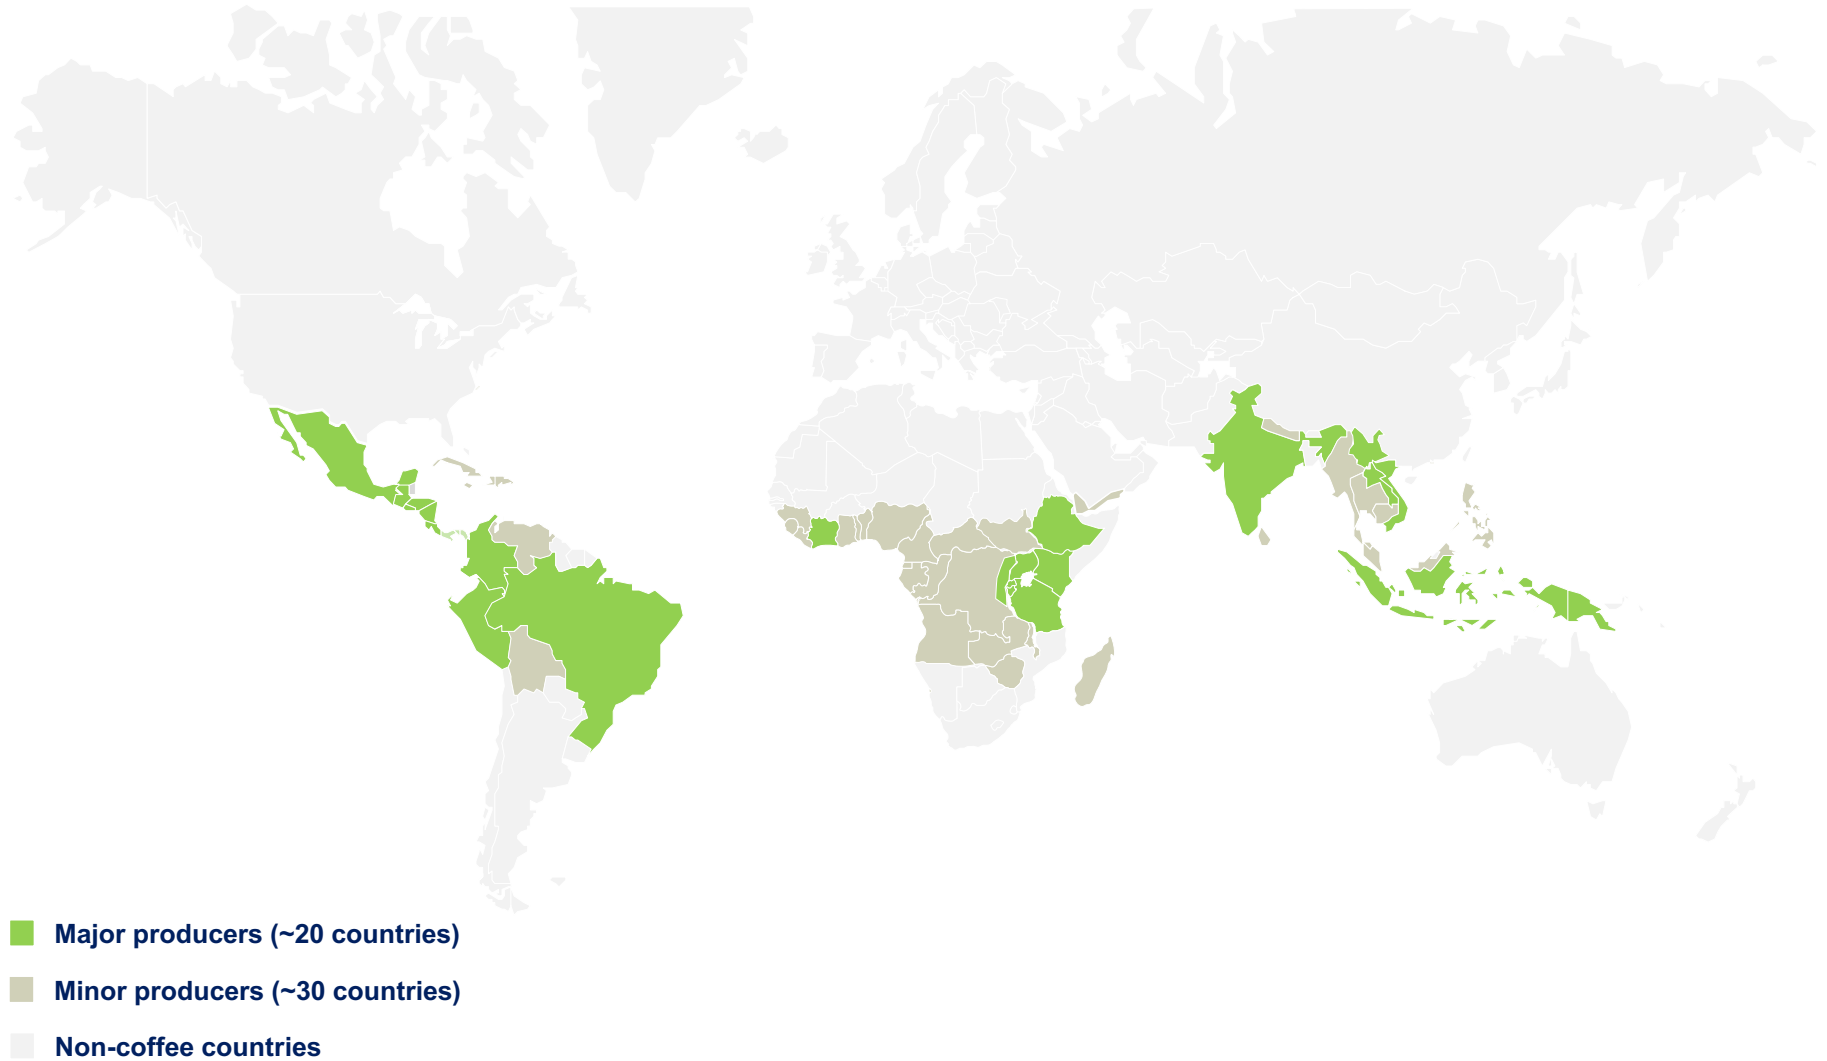 Major producers (~20 countries)
Minor producers (~30 countries)
Non-coffee countries